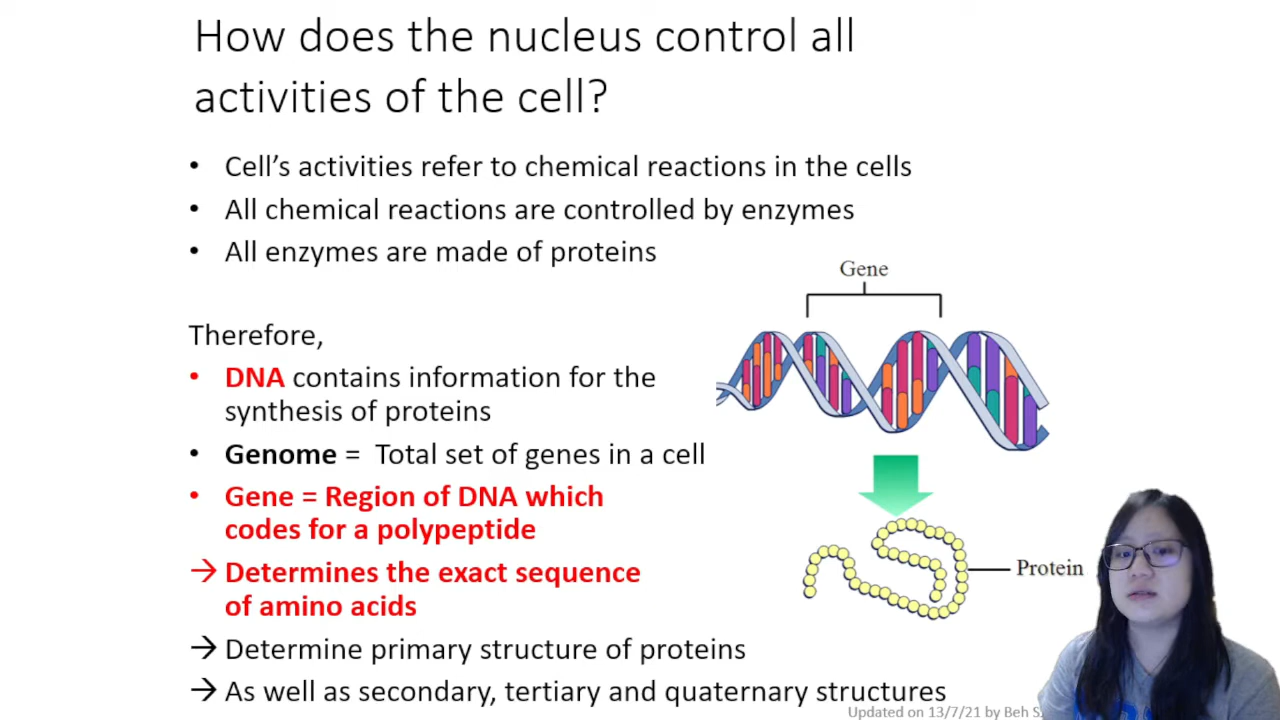 How does the nucleus control all
activities of the cell?
• Cell’s activities refer to chemical reactions in the cells
• All chemical reactions are controlled by enzymes
• All enzymes are made of proteins
Gene
Therefore,
• DNA contains information for the
synthesis of proteins
• Genome = Total set of genes in a cell
• Gene = Region of DNA which
codes for a polypeptide
Protein
→ Determines the exact sequence
of amino acids
→ Determine primary structure of proteins
→ As well as secondary, tertiary and quaternary structures
Updated on 13/7/21 by Beh